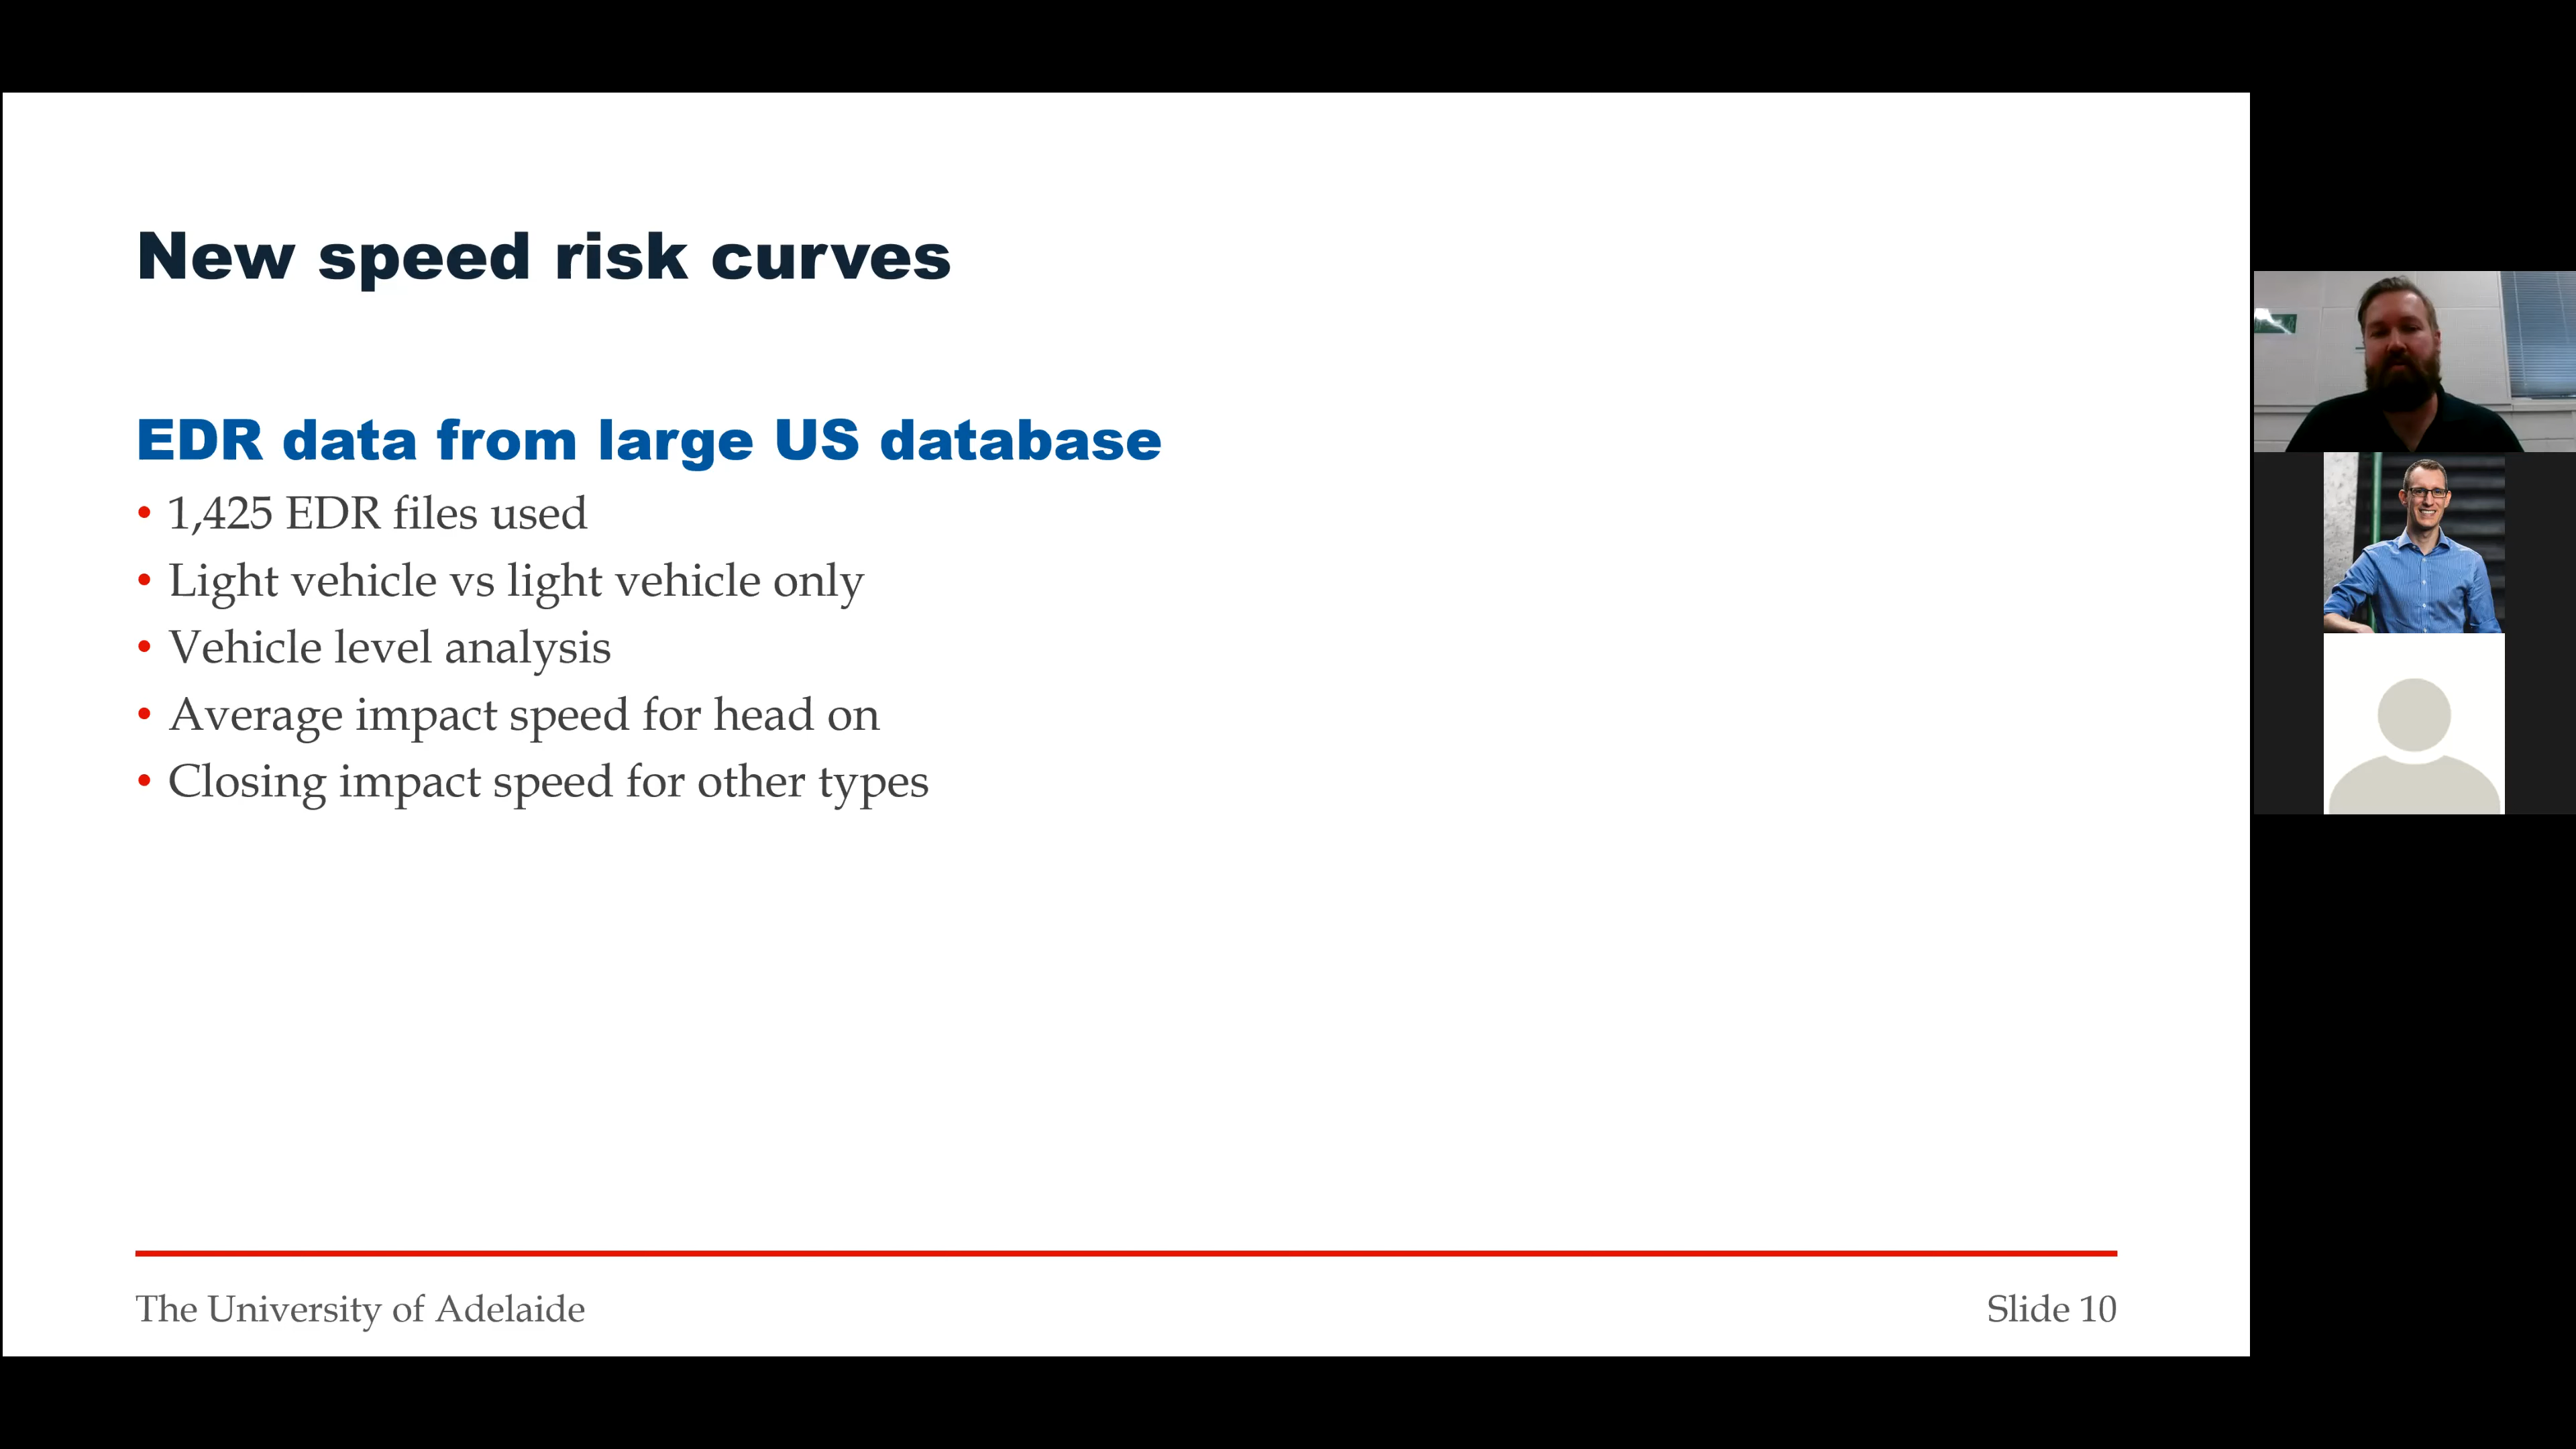 New speed risk curves
EDR data from large US database
• 1,425 EDR files used
• Light vehicle vs light vehicle only
• Vehicle level analysis
• Average impact speed for head on
• Closing impact speed for other types
The University of Adelaide
Slide 10